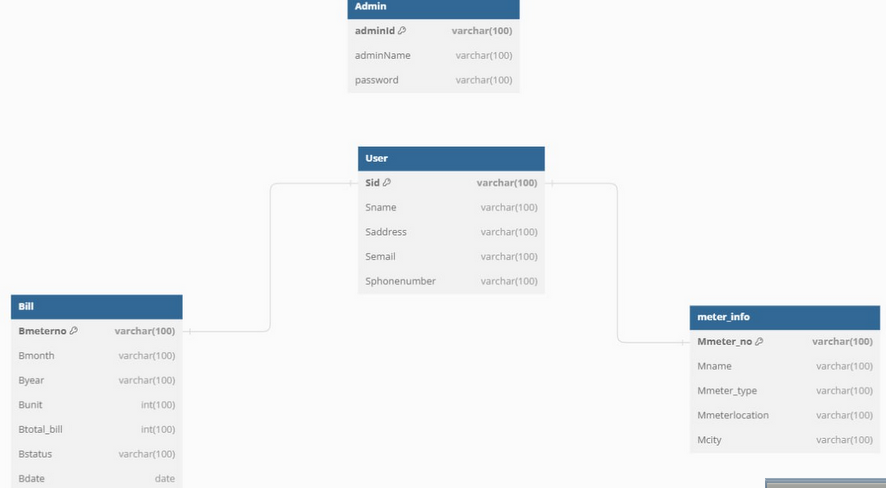 Admin
adminId varchar(100)
adminName varchar(100)
password varchar(100)
User
Sid varchar(100)
Sname varchar(100)
Saddress varchar(100)
Semail varchar(100)
Sphonenumber varchar(100)
Bill
Bmeterno varchar(100)
Bmonth varchar(100)
Byear varchar(100)
Bunit int(100)
Btotal_bill int(100)
Bstatus varchar(100)
Bdate date
meter_info
Mmeter_no varchar(100)
Mname varchar(100)
Mmeter_type varchar(100)
Mmeterlocation varchar(100)
Mcity varchar(100)